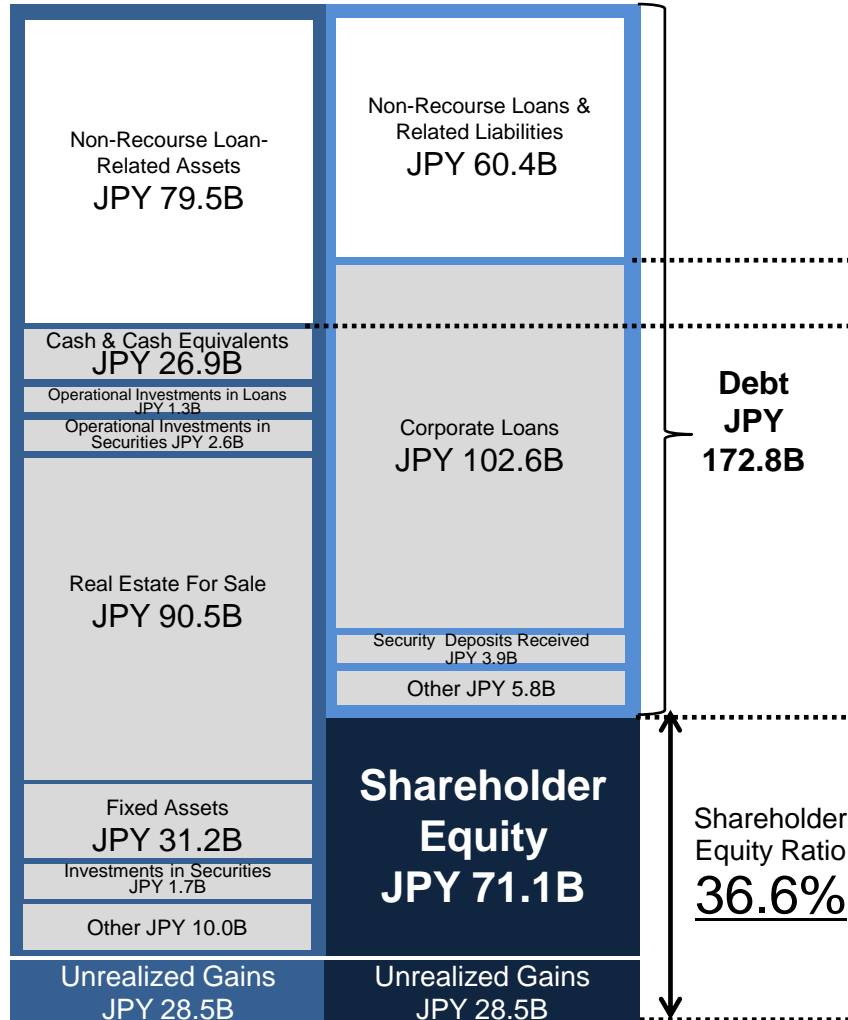 Non-Recourse Loan-
Related Assets
JPY 79.5B
Cash & Cash Equivalents
JPY 26.9B
Operational Investments in Loans
JPY 1.3B
Operational Investments in
Securities JPY 2.6B
Real Estate For Sale
JPY 90.5B
Fixed Assets
JPY 31.2B
Investments in Securities
JPY 1.7B
Other JPY 10.0B
Unrealized Gains
JPY 28.5B
Non-Recourse Loans &
Related Liabilities
JPY 60.4B
Corporate Loans
JPY 102.6B
Security Deposits Received
JPY 3.9B
Other JPY 5.8B
Shareholder
Equity
JPY 71.1B
Unrealized Gains
JPY 28.5B
Debt
JPY
172.8B
Shareholder
Equity Ratio
36.6%